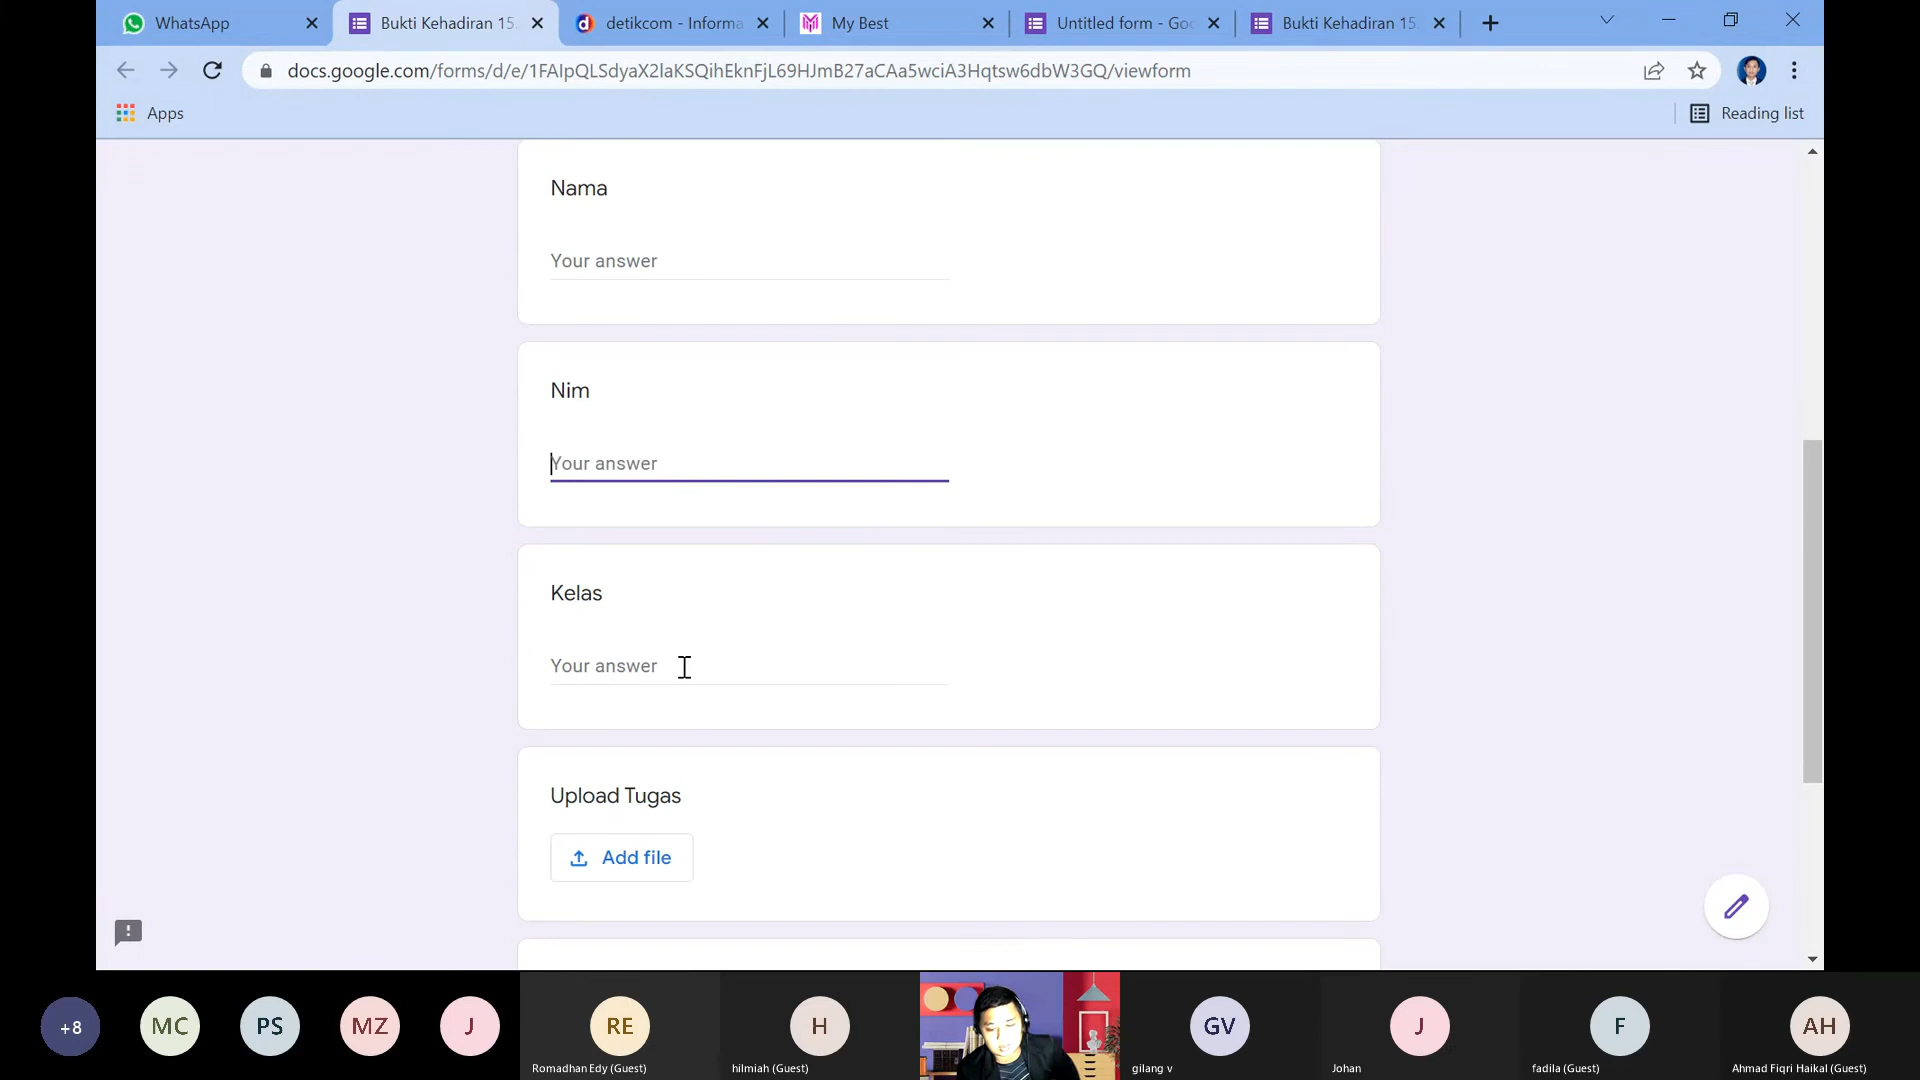 WhatsApp
Bukti Kehadiran 15.
detikcom - Informa
My Best
Untitled form - Goo
Bukti Kehadiran 15.
docs.google.com/forms/d/e/1FAIpQLSdyaX2laKSQihEknFjL69HJmB27aCAa5wciA3Hqtsw6dbW3GQ/viewform
Apps
Reading list
Nama
Your answer
Nim
Your answer
Kelas
Your answer
Upload Tugas
Add file
+8
MC
PS
MZ
J
RE
H
GV
J
F
AH
Romadhan Edy (Guest)
hilmiah (Guest)
gilang v
Johan
fadila (Guest)
Ahmad Fiqri Haikal (Guest)